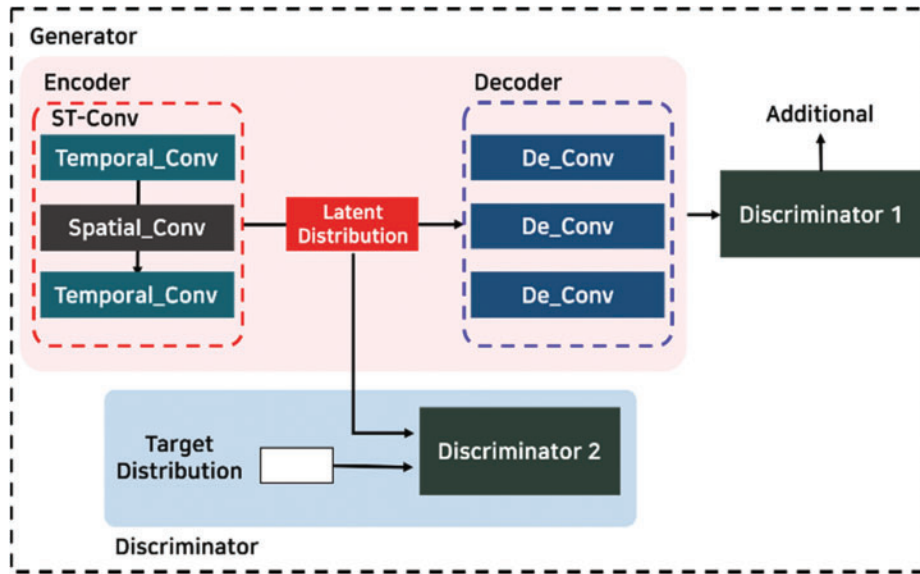 Generator
Encoder
ST-Conv
Temporal_Conv
Spatial_Conv
Temporal_Conv
Latent
Distribution
Decoder
De_Conv
De_Conv
De_Conv
Additional
Discriminator 1
Target
Distribution
Discriminator 2
Discriminator